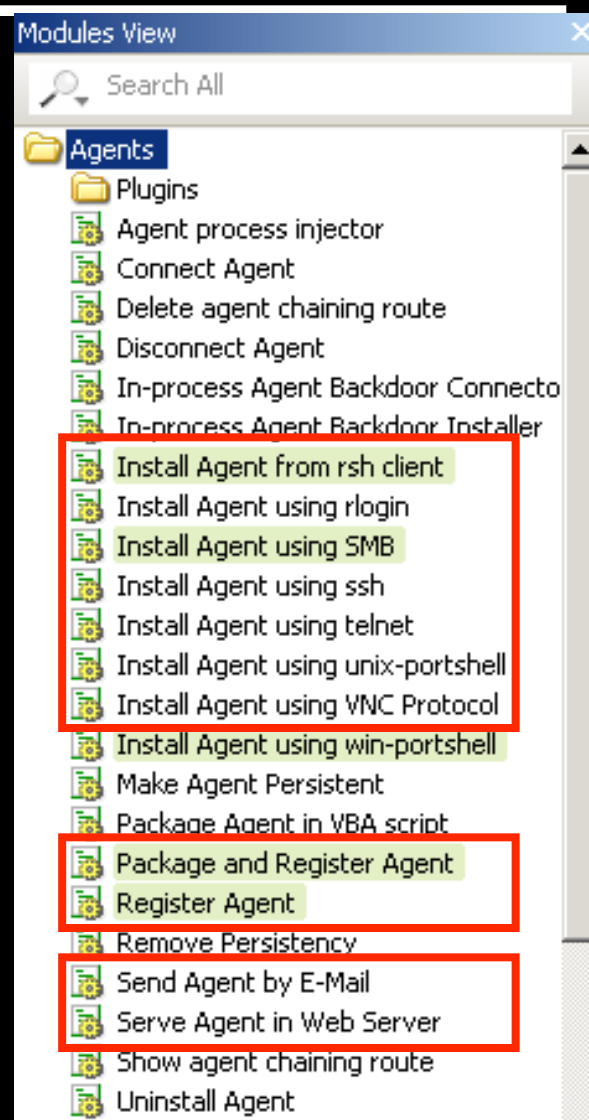 Modules View
Search All
Agents
Plugins
Agent process injector
Connect Agent
Delete agent chaining route
Disconnect Agent
In-process Agent Backdoor Connecto
In-process Agent Backdoor Installer
Install Agent from rsh client
Install Agent using rlogin
Install Agent using SMB
Install Agent using ssh
Install Agent using telnet
Install Agent using unix-portshell
Install Agent using VNC Protocol
Install Agent using win-portshell
Make Agent Persistent
Package Agent in VBA script
Package and Register Agent
Register Agent
Remove Persistency
Send Agent by E-Mail
Serve Agent in Web Server
Show agent chaining route
Uninstall Agent